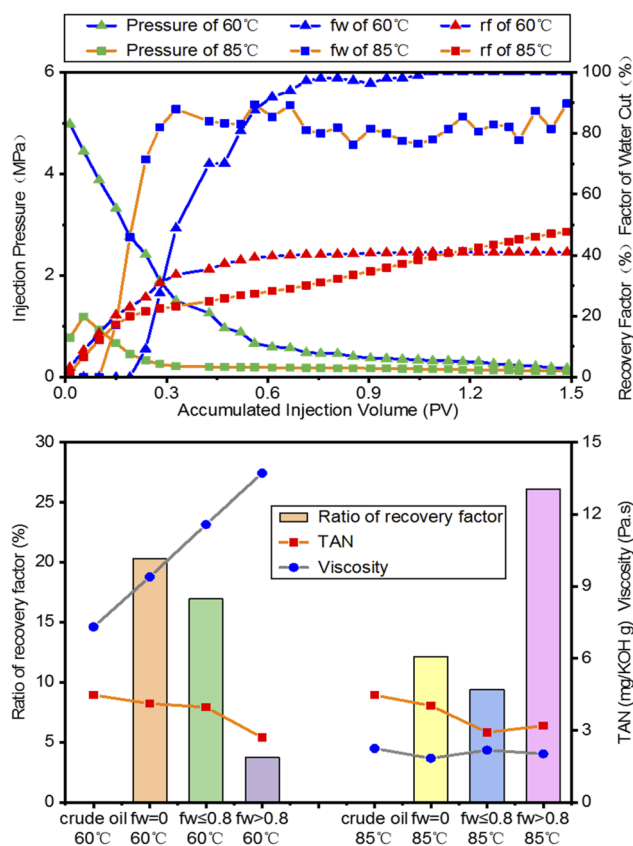 Pressure of 60℃ fw of 60℃ rf of 60℃
Pressure of 85℃ fw of 85℃ rf of 85℃
6
4
2
0
Injection Pressure（MPa）
100
80
60
40
20
0
Recovery Factor（%） Factor of Water Cut（%）
0.0 0.3 0.6 0.9 1.2 1.5
Accumulated Injection Volume (PV)
30
25
20
15
10
5
0
Ratio of recovery factor (%)
Ratio of recovery factor
TAN
Viscosity
15
12
9
6
3
0
TAN (mg/KOH g) Viscosity (Pa.s)
crude oil fw=0 fw≤0.8 fw>0.8 crude oil fw=0 fw≤0.8 fw>0.8
60℃ 60℃ 60℃ 60℃ 85℃ 85℃ 85℃ 85℃